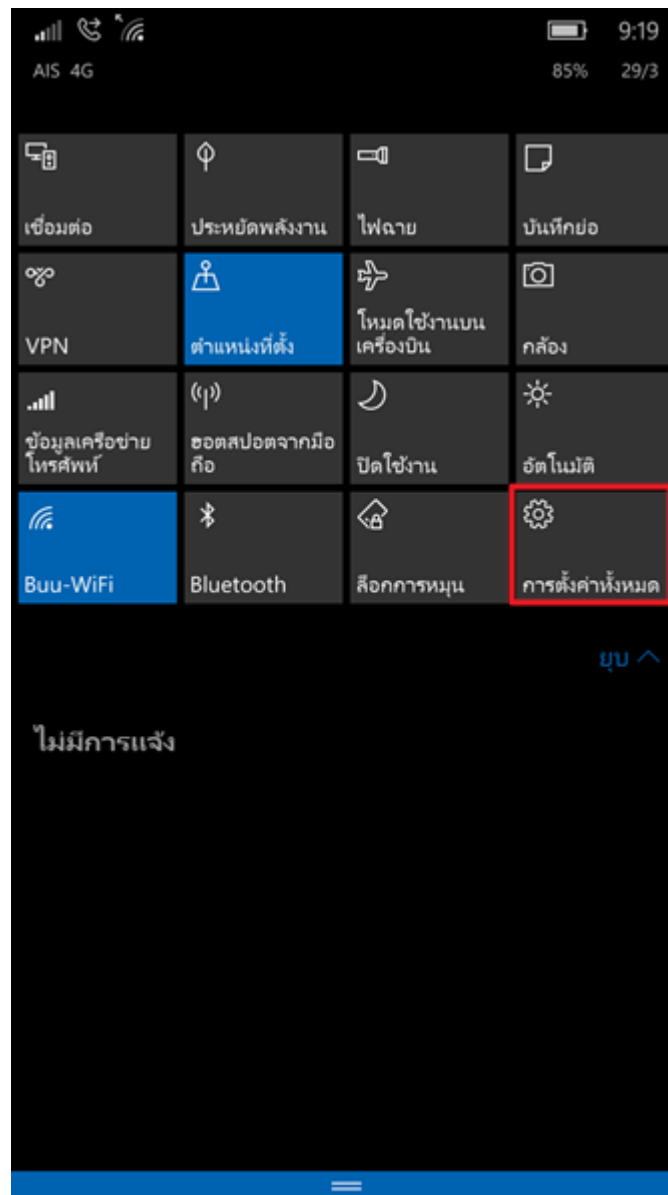 9:19
AIS 4G 85% 29/3
เชื่อมต่อ ประหยัดพลังงาน ไฟฉาย บันทึกย่อ
VPN ตำแหน่งที่ตั้ง โหมดใช้งานบน
เครื่องบิน กล้อง
ข้อมูลเครือข่าย
โทรศัพท์ ฮอตสปอตจากมือ
ถือ ปิดใช้งาน อัตโนมัติ
Buu-WiFi Bluetooth ล็อกการหมุน การตั้งค่าทั้งหมด
ยุบ
ไม่มีการแจ้ง